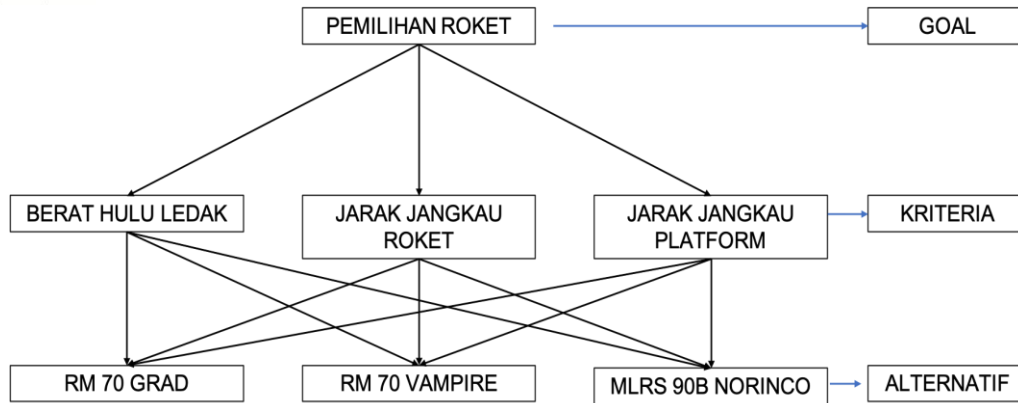 PEMILIHAN ROKET
GOAL
BERAT HULU LEDAK
JARAK JANGKAU
ROKET
JARAK JANGKAU
PLATFORM
KRITERIA
RM 70 GRAD
RM 70 VAMPIRE
MLRS 90B NORINCO
ALTERNATIF